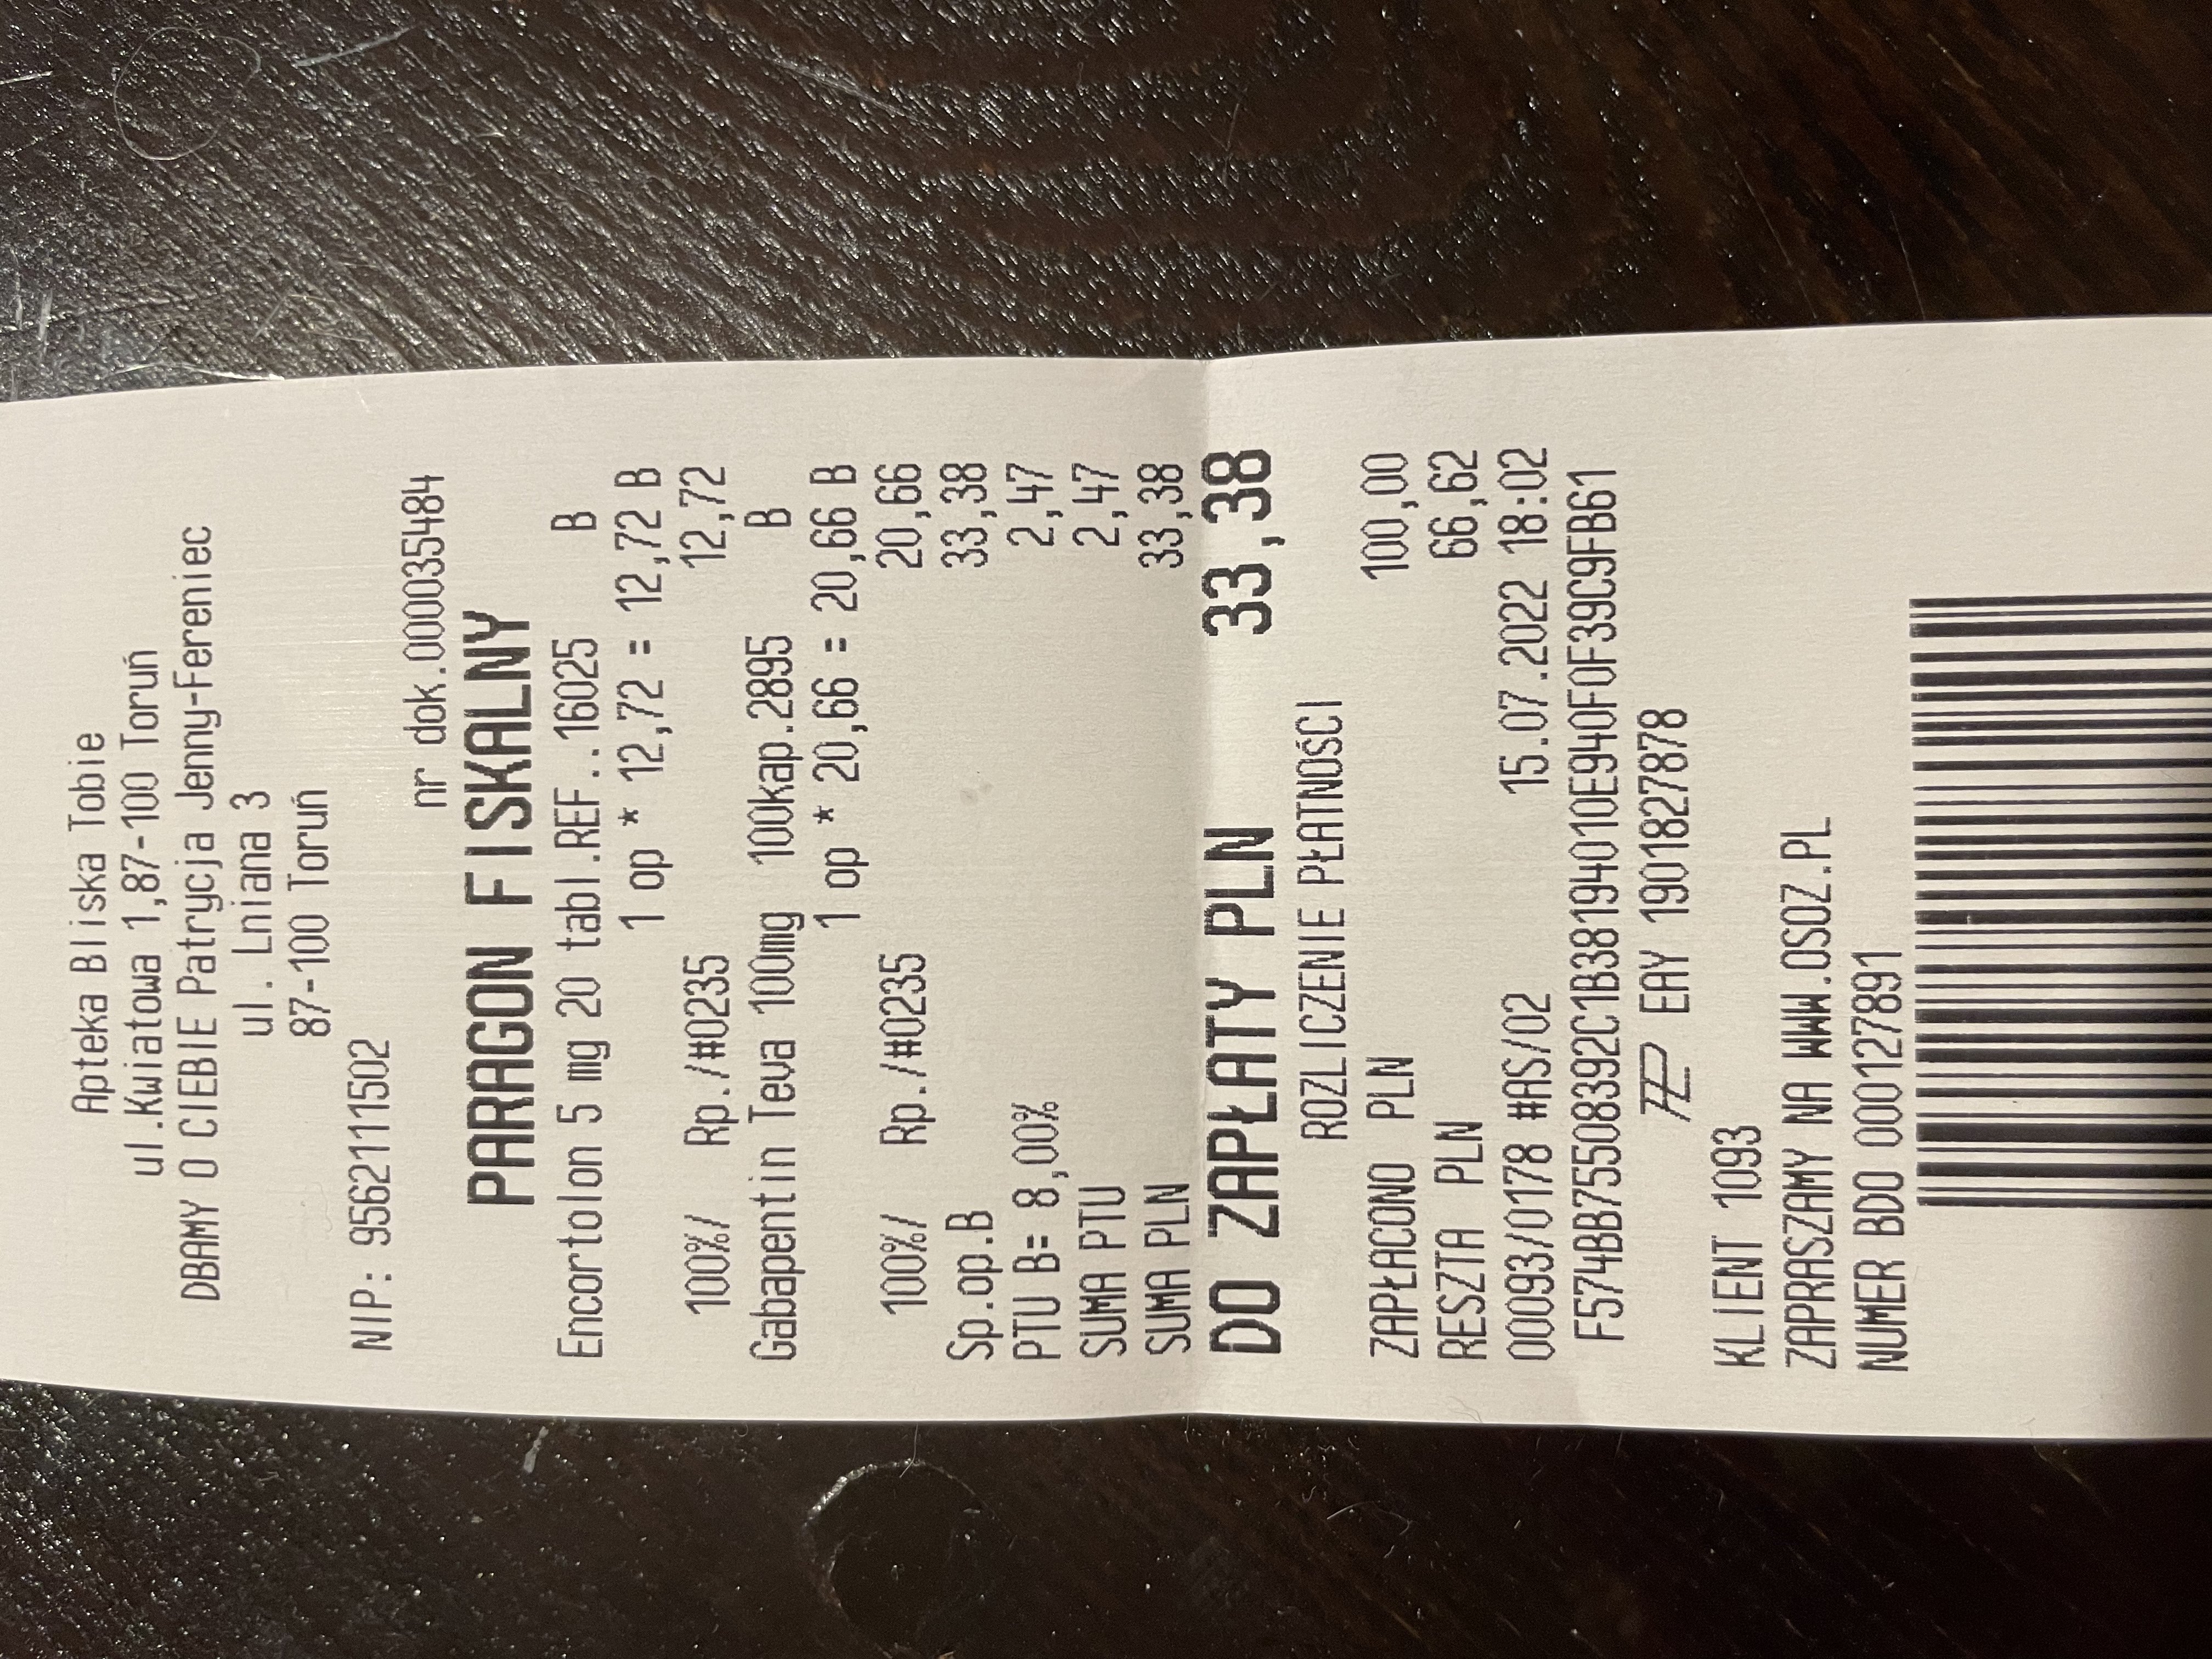 Apteka Bliska Tobie
ul.Kwiatowa 1,87-100 Toruń
DBAMY O CIEBIE Patrycja Jenny-Fereniec
ul. Lniana 3
87-100 Toruń
NIP: 9562111502
nr dok.000035484
PARAGON FISKALNY
Encortolon 5 mg 20 tabl.REF..16025 B
1 op * 12,72 = 12,72 B
100%/ Rp./#0235 12,72
Gabapentin Teva 100mg 100kap.2895 B
1 op * 20,66 = 20,66 B
100%/ Rp./#0235 20,66
Sp.op.B 33,38
PTU B= 8,00% 2,47
SUMA PTU 2,47
SUMA PLN 33,38
DO ZAPŁATY PLN 33,38
ROZLICZENIE PŁATNOŚCI
ZAPŁACONO PLN 100,00
RESZTA PLN 66,62
00093/0178 #AS/02 15.07.2022 18:02
F574BB75508392C1B38194010E940F0F39C9FB61
EAY 1901827878
KLIENT 1093
ZAPRASZAMY NA WWW.OSOZ.PL
NUMER BDO 000127891